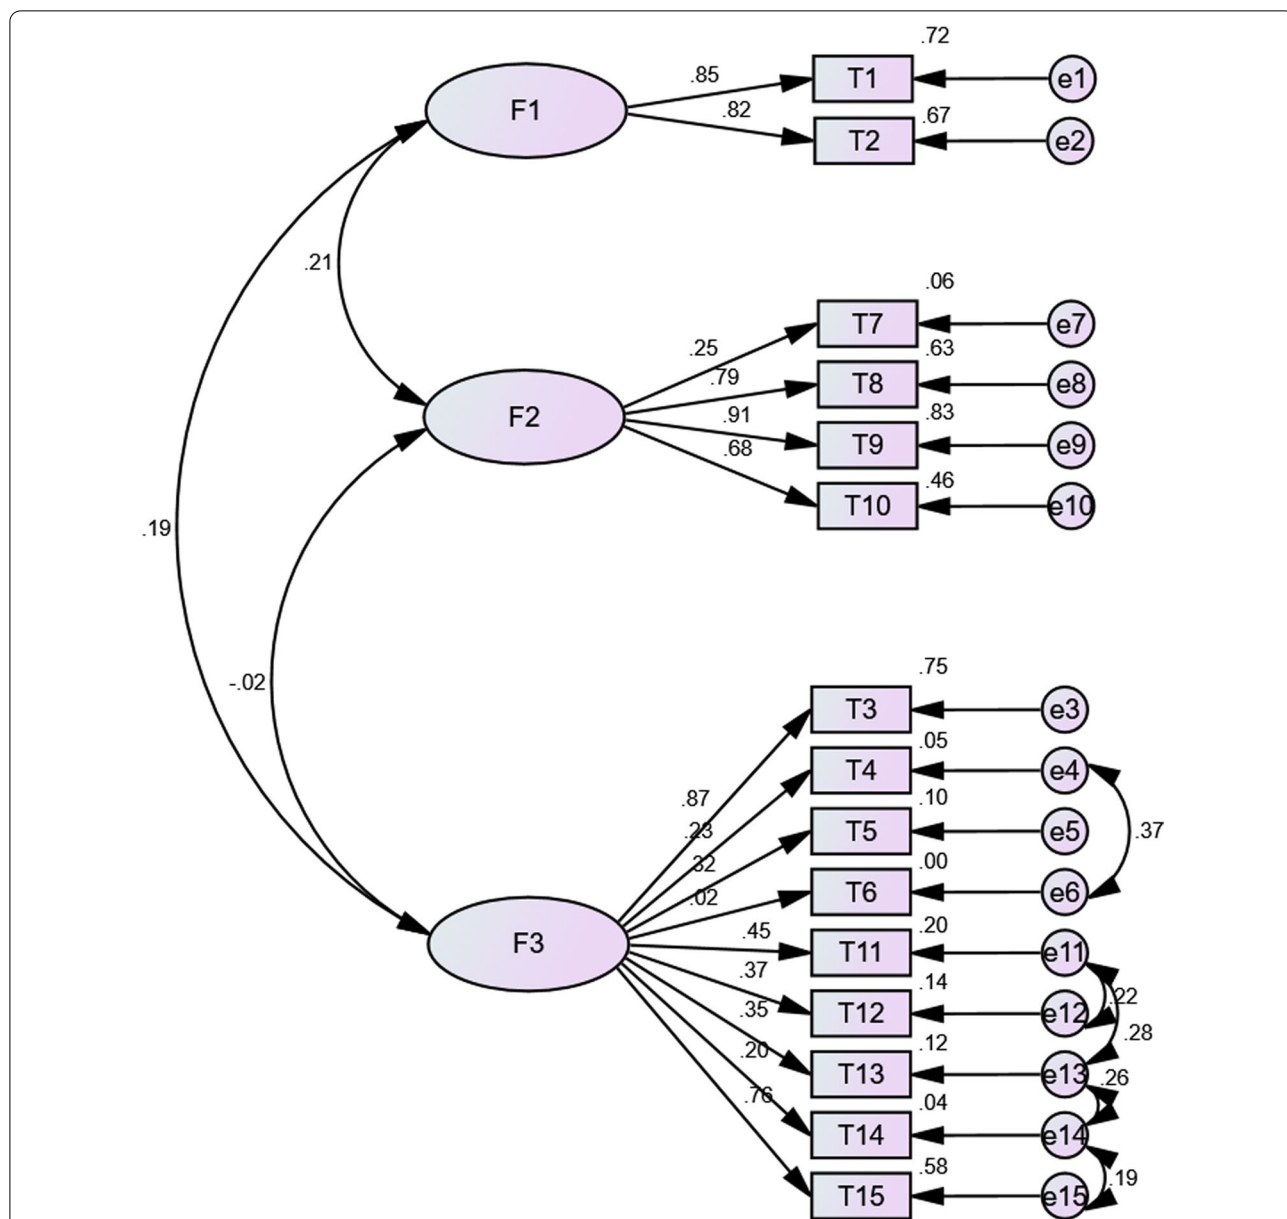 .72
.85
F1
T1
e1
.82
.67
T2
e2
.21
.06
.25
T7
e7
.63
.79
T8
e8
.83
F2
.91
T9
e9
.68
.46
T10
e10
.19
-.02
.75
T3
e3
.05
.87
T4
e4
.10
.23
T5
e5
.37
.32
.00
.02
T6
e6
.20
.45
F3
T11
e11
.37
.14
.22
.35
T12
e12
.28
.12
.20
T13
e13
.26
.76
.04
T14
e14
.58
.19
T15
e15